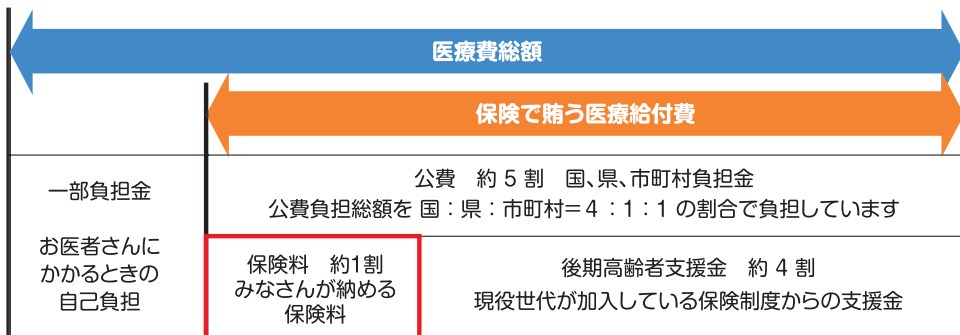 医療費総額
保険で賄う医療給付費
一部負担金
お医者さんに
かかるときの
自己負担
公費　約 5 割　国、県、市町村負担金
公費負担総額を 国：県：市町村＝4 ：1：1 の割合で負担しています
保険料　約1割
みなさんが納める
保険料
後期高齢者支援金　約 4 割
現役世代が加入している保険制度からの支援金